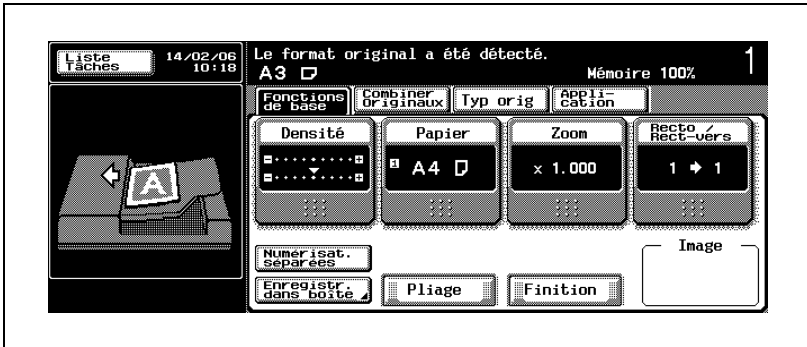 Liste
Tâches
14/02/06
10:18
Le format original a été détecté.
A3
Mémoire 100%
1
Fonctions
de base
Combiner
Originaux
Typ orig
Appli-
cation
Densité
Papier
Zoom
Recto /
Rect-vers
1 A4
× 1.000
1 ➔ 1
A
Numérisat.
séparées
Enregistr.
dans boîte
Pliage
Finition
Image